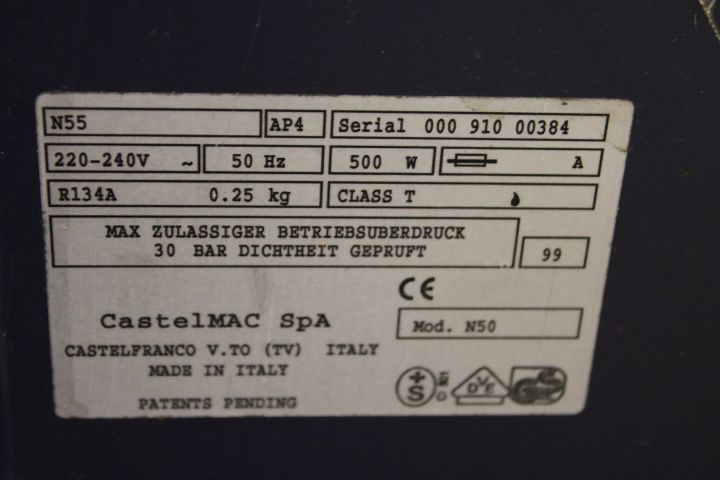 N55 AP4 Serial 000 910 00384
220-240V ~ 50 Hz 500 W A
R134A 0.25 kg CLASS T
MAX ZULASSIGER BETRIEBSUBERDRUCK
30 BAR DICHTHEIT GEPRUFT
99
CE
CastelMAC SpA
Mod. N50
CASTELFRANCO V.TO (TV) ITALY
MADE IN ITALY
PATENTS PENDING
+S
DVE
GS